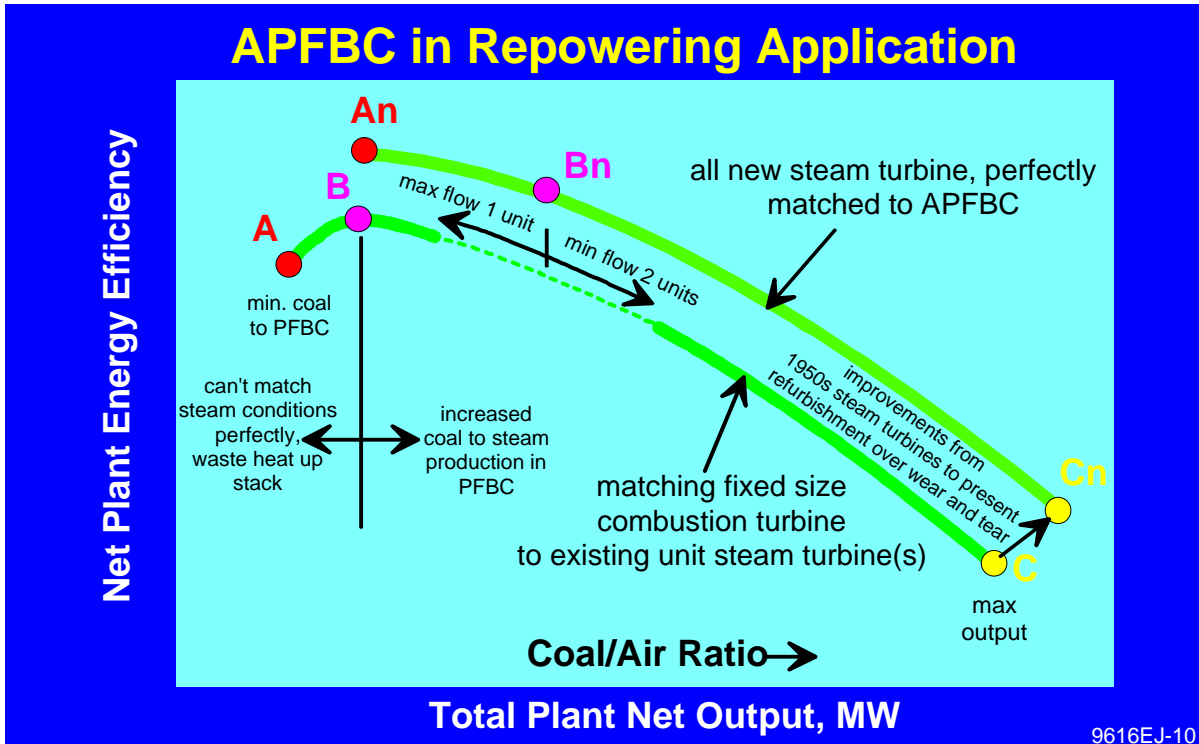 APFBC in Repowering Application
Net Plant Energy Efficiency
An
Bn
B
A
max flow 1 unit
min flow 2 units
all new steam turbine, perfectly
matched to APFBC
min. coal
to PFBC
can't match
steam conditions
perfectly,
waste heat up
stack
increased
coal to steam
production in
PFBC
matching fixed size
combustion turbine
to existing unit steam turbine(s)
improvements from
1950s steam turbines to present
refurbishment over wear and tear
Cn
C
max
output
Coal/Air Ratio
Total Plant Net Output, MW
9616EJ-10